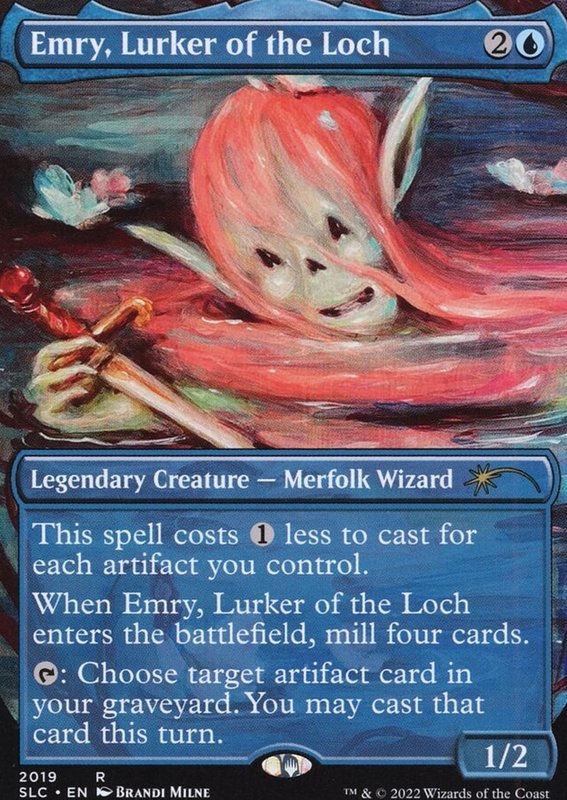 Emry, Lurker of the Loch 2
Legendary Creature — Merfolk Wizard
This spell costs 1 less to cast for
each artifact you control.
When Emry, Lurker of the Loch
enters the battlefield, mill four cards.
: Choose target artifact card in
your graveyard. You may cast that
card this turn.
1/2
2019 R
SLC • EN BRANDI MILNE
™ & © 2022 Wizards of the Coast